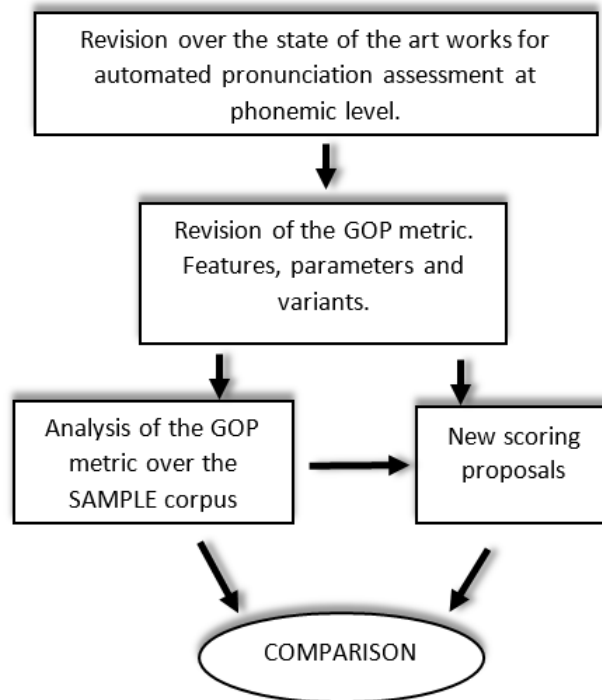 Revision over the state of the art works for
automated pronunciation assessment at
phonemic level.
Revision of the GOP metric.
Features, parameters and
variants.
Analysis of the GOP
metric over the
SAMPLE corpus
New scoring
proposals
COMPARISON